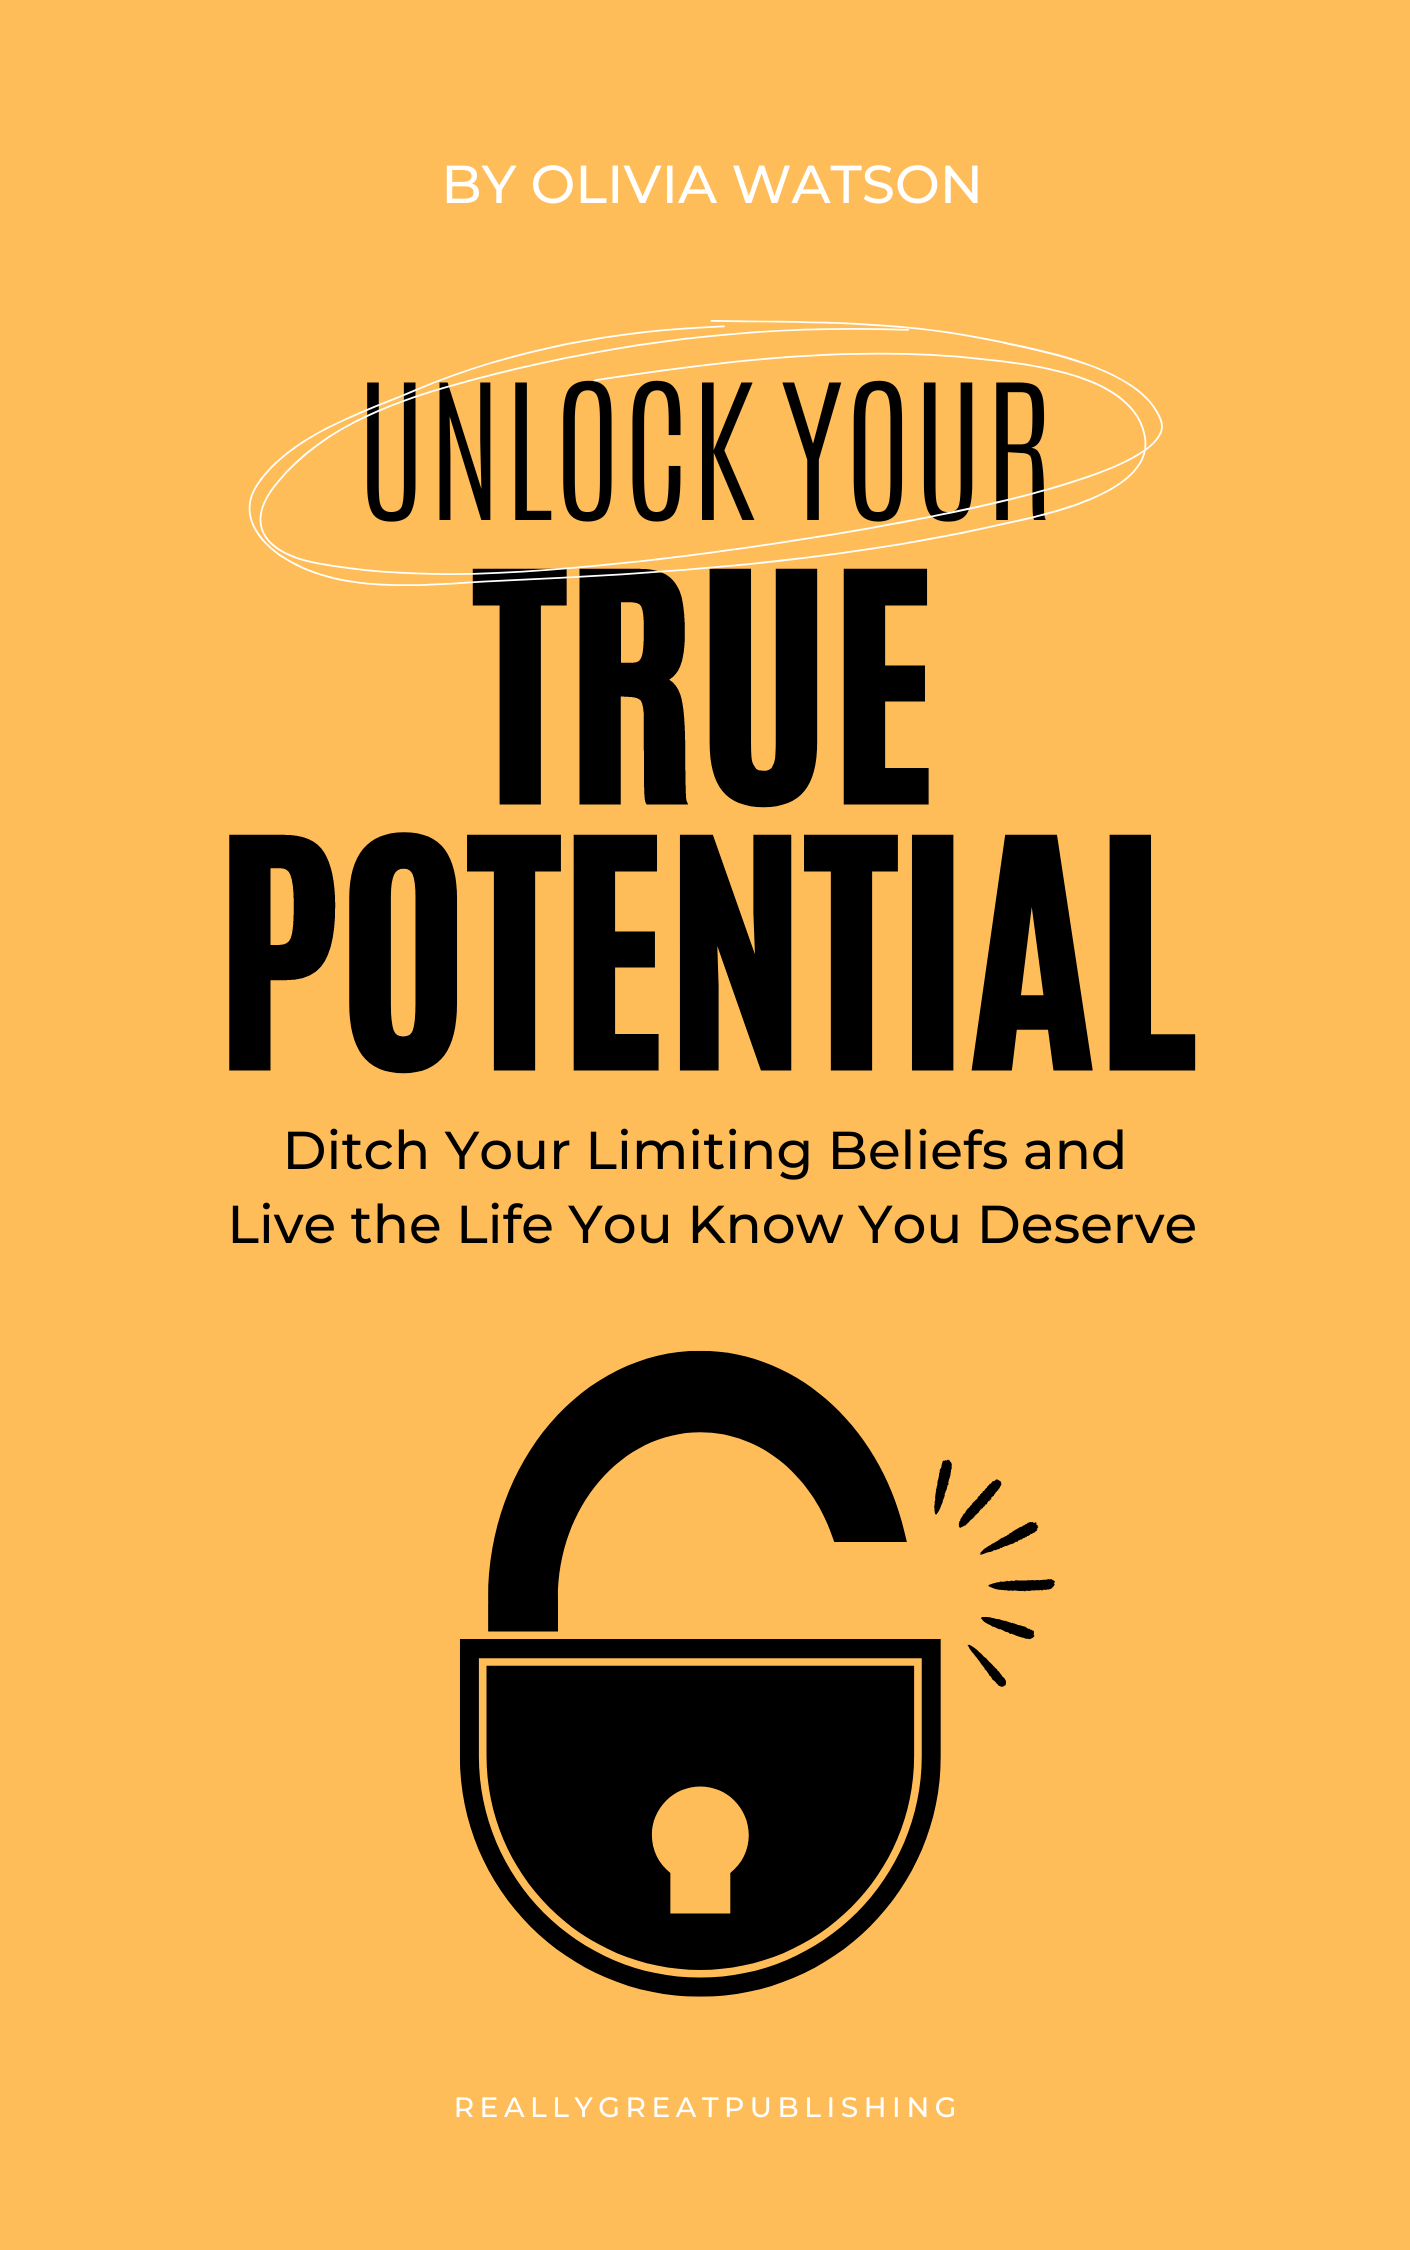 BY OLIVIA WATSON
UNLOCK YOUR
TRUE
POTENTIAL
Ditch Your Limiting Beliefs and
Live the Life You Know You Deserve
REALLYGREATPUBLISHING